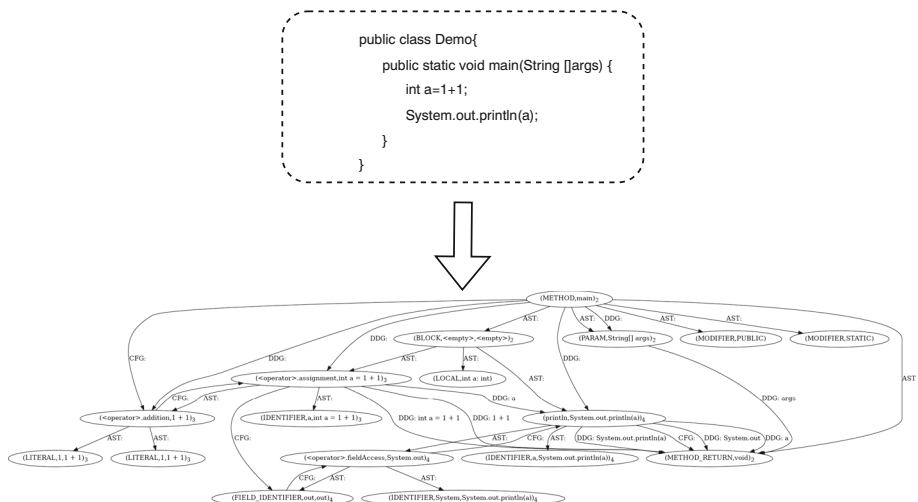 public class Demo{
public static void main(String []args) {
int a=1+1;
System.out.println(a);
}
}
(METHOD,main)2
AST:
AST:
DDG:
AST:
AST:
CFG:
DDG:
DDG:
(BLOCK,<empty>,<empty>)2
DDG:
(PARAM,String[] args)2
(MODIFIER,PUBLIC)
(MODIFIER,STATIC)
AST:
AST:
AST:
AST:
(<operator>.assignment,int a = 1 + 1)3
(LOCAL,int a: int)
CFG:
AST:
AST:
DDG: a
DDG: args
(<operator>.addition,1 + 1)3
(IDENTIFIER,a,int a = 1 + 1)3
DDG: int a = 1 + 1
DDG: 1 + 1
(println,System.out.println(a))4
AST:
AST:
CFG:
AST:
CFG:
AST:
DDG: System.out.println(a)
CFG:
DDG: System.out
DDG: a
(LITERAL,1,1 + 1)3
(LITERAL,1,1 + 1)3
(<operator>.fieldAccess,System.out)4
(IDENTIFIER,a,System.out.println(a))4
(METHOD_RETURN,void)2
CFG:
AST:
AST:
(FIELD_IDENTIFIER,out,out)4
(IDENTIFIER,System,System.out.println(a))4